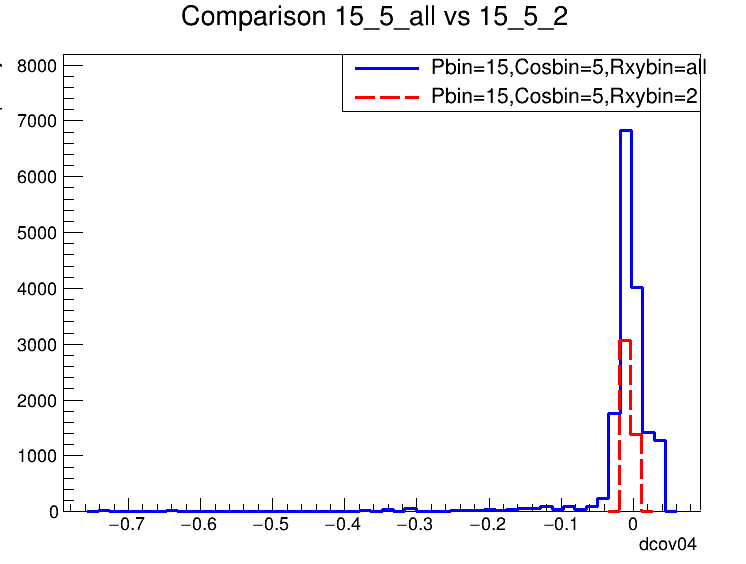 Comparison 15_5_all vs 15_5_2
Pbin=15,Cosbin=5,Rxybin=all
Pbin=15,Cosbin=5,Rxybin=2
8000
7000
6000
5000
4000
3000
2000
1000
0
−0.7 −0.6 −0.5 −0.4 −0.3 −0.2 −0.1 0
dcov04